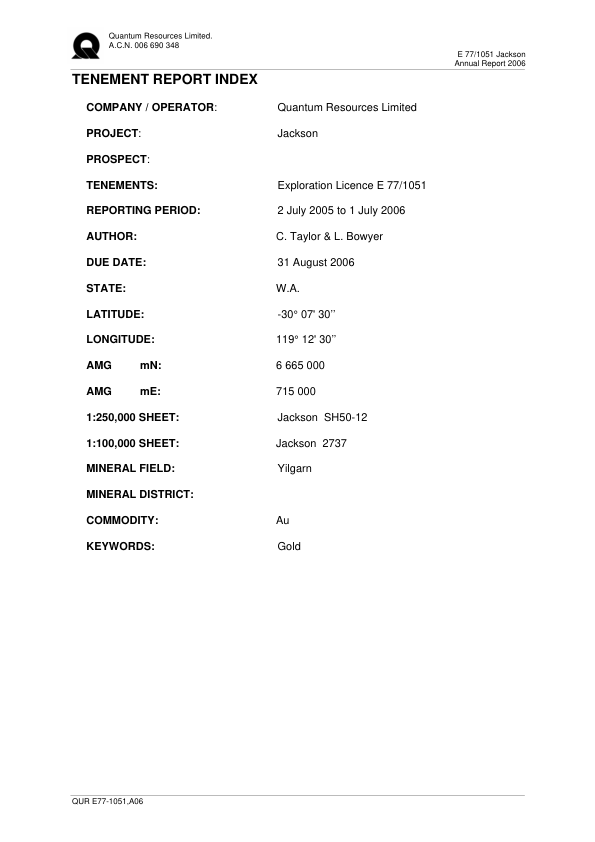 Quantum Resources Limited.
A.C.N. 006 690 348
E 77/1051 Jackson
Annual Report 2006
TENEMENT REPORT INDEX
COMPANY / OPERATOR: Quantum Resources Limited
PROJECT: Jackson
PROSPECT:
TENEMENTS: Exploration Licence E 77/1051
REPORTING PERIOD: 2 July 2005 to 1 July 2006
AUTHOR: C. Taylor & L. Bowyer
DUE DATE: 31 August 2006
STATE: W.A.
LATITUDE: -30° 07' 30’’
LONGITUDE: 119° 12' 30’’
AMG mN: 6 665 000
AMG mE: 715 000
1:250,000 SHEET: Jackson SH50-12
1:100,000 SHEET: Jackson 2737
MINERAL FIELD: Yilgarn
MINERAL DISTRICT:
COMMODITY: Au
KEYWORDS: Gold
QUR E77-1051,A06